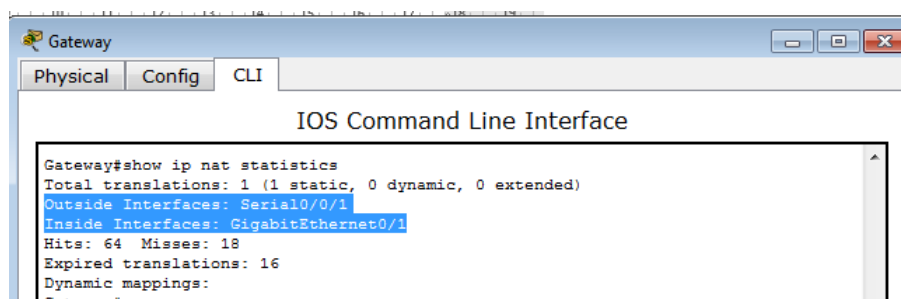 Gateway
Physical Config CLI
IOS Command Line Interface
Gateway#show ip nat statistics
Total translations: 1 (1 static, 0 dynamic, 0 extended)
Outside Interfaces: Serial0/0/1
Inside Interfaces: GigabitEthernet0/1
Hits: 64 Misses: 18
Expired translations: 16
Dynamic mappings: